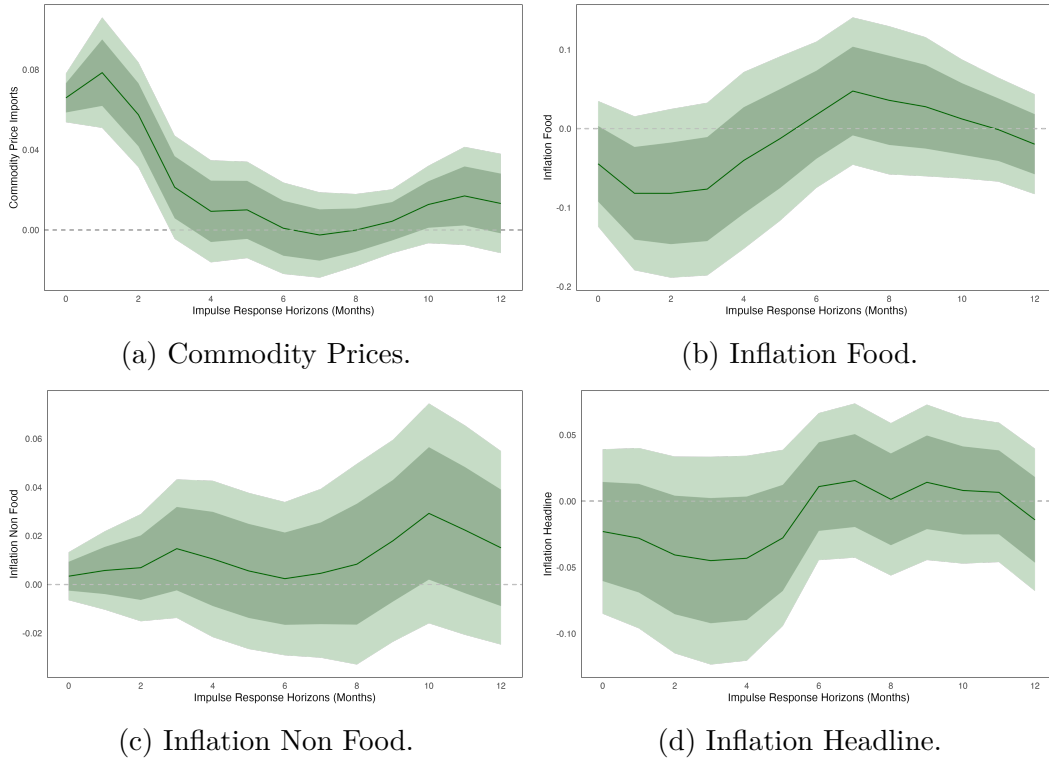 Commodity Price Imports
0.08
0.04
0.00
0 2 4 6 8 10 12
Impulse Response Horizons (Months)
(a) Commodity Prices.
Inflation Food
0.1
0.0
-0.1
-0.2
0 2 4 6 8 10 12
Impulse Response Horizons (Months)
(b) Inflation Food.
Inflation Non Food
0.06
0.04
0.02
0.00
-0.02
0 2 4 6 8 10 12
Impulse Response Horizons (Months)
(c) Inflation Non Food.
Inflation Headline
0.05
0.00
-0.05
-0.10
0 2 4 6 8 10 12
Impulse Response Horizons (Months)
(d) Inflation Headline.